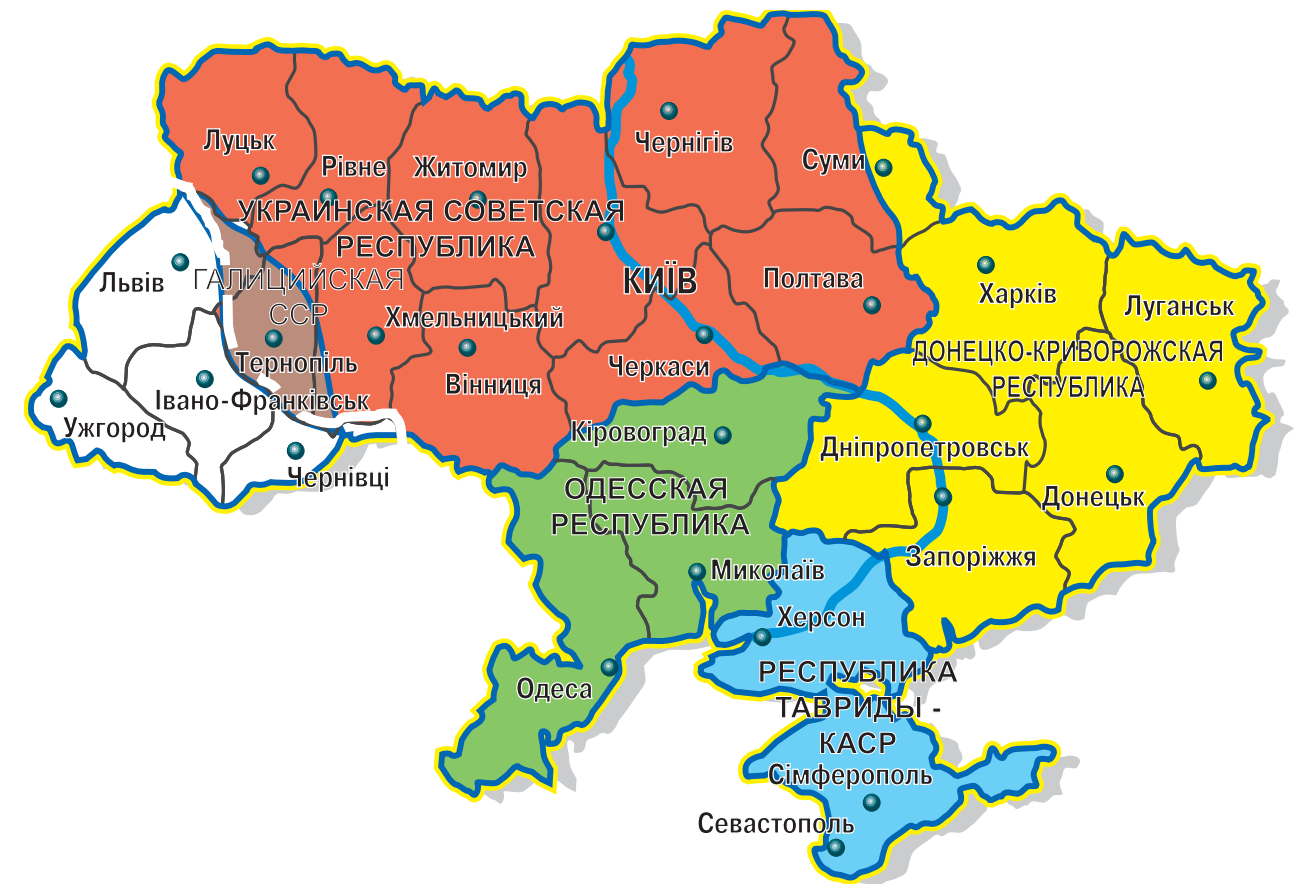 Чернігів
Луцьк
Рівне
Житомир
Суми
УКРАИНСКАЯ СОВЕТСКАЯ
РЕСПУБЛИКА
Львів
ГАЛИЦИЙСКАЯ
ССР
КИЇВ
Полтава
Харків
Луганськ
Хмельницький
Тернопіль
Вінниця
Черкаси
ДОНЕЦКО-КРИВОРОЖСКАЯ
РЕСПУБЛИКА
Івано-Франківськ
Ужгород
Кіровоград
Дніпропетровськ
Чернівці
ОДЕССКАЯ
РЕСПУБЛИКА
Донецьк
Запоріжжя
Миколаїв
Херсон
Одеса
РЕСПУБЛИКА
ТАВРИДЫ -
КАСР
Сімферополь
Севастополь